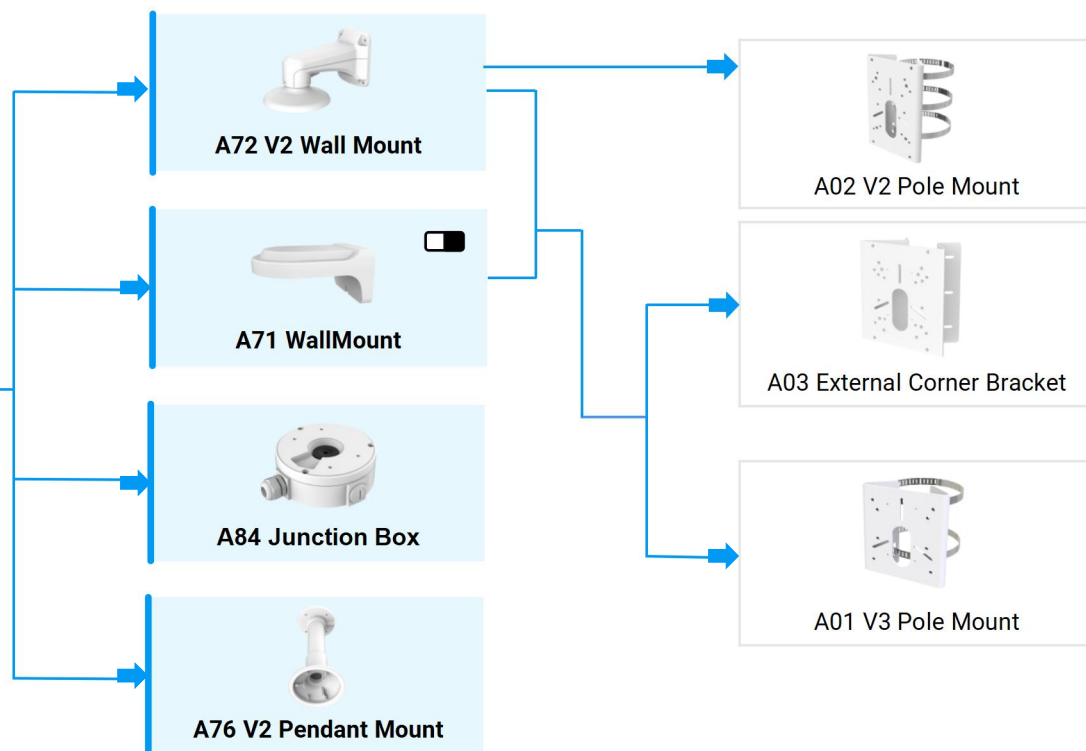 A72 V2 Wall Mount
A71 WallMount
A84 Junction Box
A76 V2 Pendant Mount
A02 V2 Pole Mount
A03 External Corner Bracket
A01 V3 Pole Mount